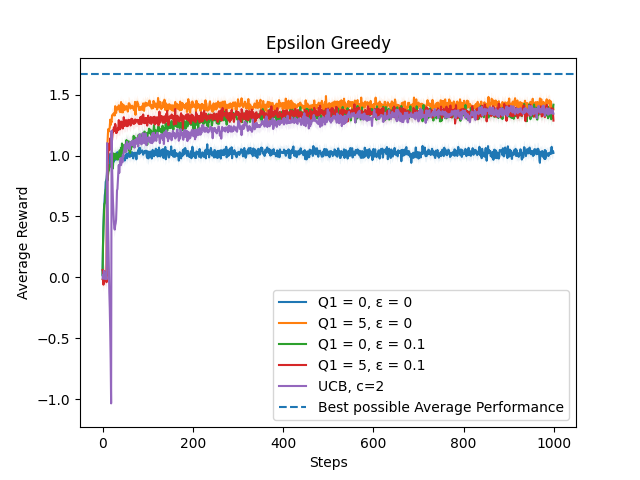 Epsilon Greedy
Average Reward
1.5
1.0
0.5
0.0
−0.5
−1.0
Q1 = 0, ε = 0
Q1 = 5, ε = 0
Q1 = 0, ε = 0.1
Q1 = 5, ε = 0.1
UCB, c=2
Best possible Average Performance
0 200 400 600 800 1000
Steps